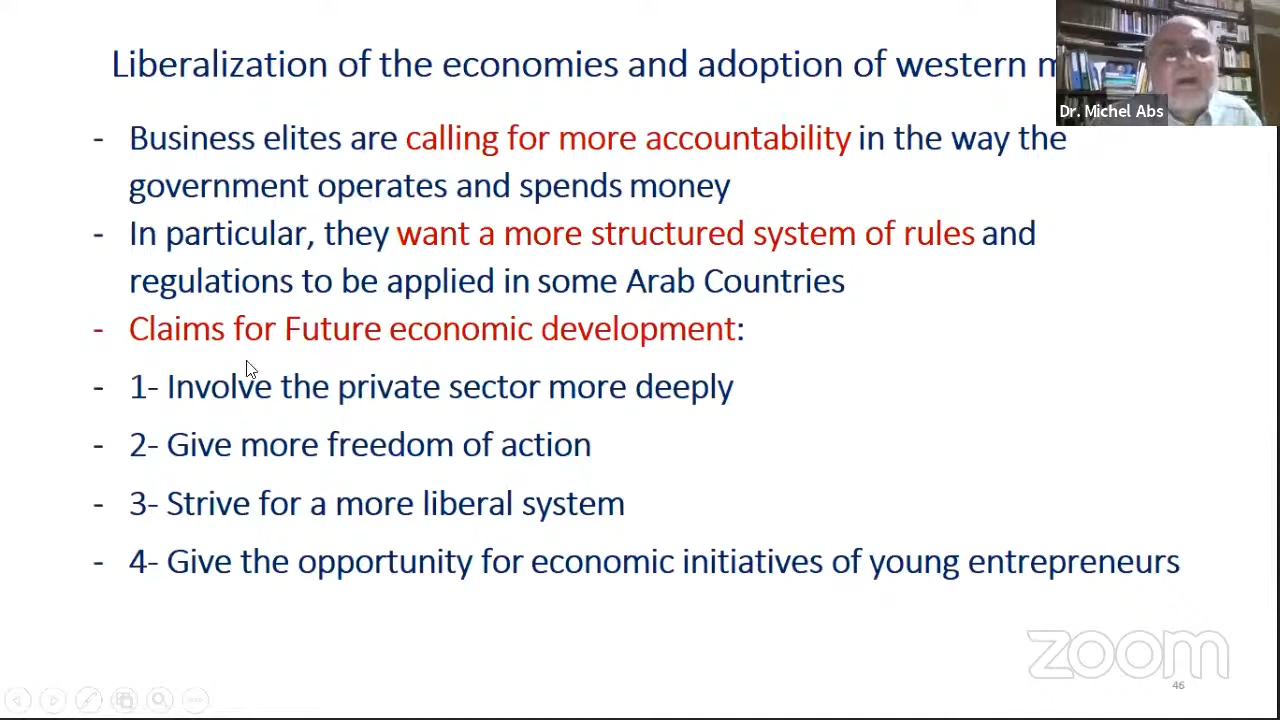 Liberalization of the economies and adoption of western
Dr. Michel Abs
- Business elites are calling for more accountability in the way the
government operates and spends money
- In particular, they want a more structured system of rules and
regulations to be applied in some Arab Countries
- Claims for Future economic development:
- 1- Involve the private sector more deeply
- 2- Give more freedom of action
- 3- Strive for a more liberal system
- 4- Give the opportunity for economic initiatives of young entrepreneurs
zoom
46